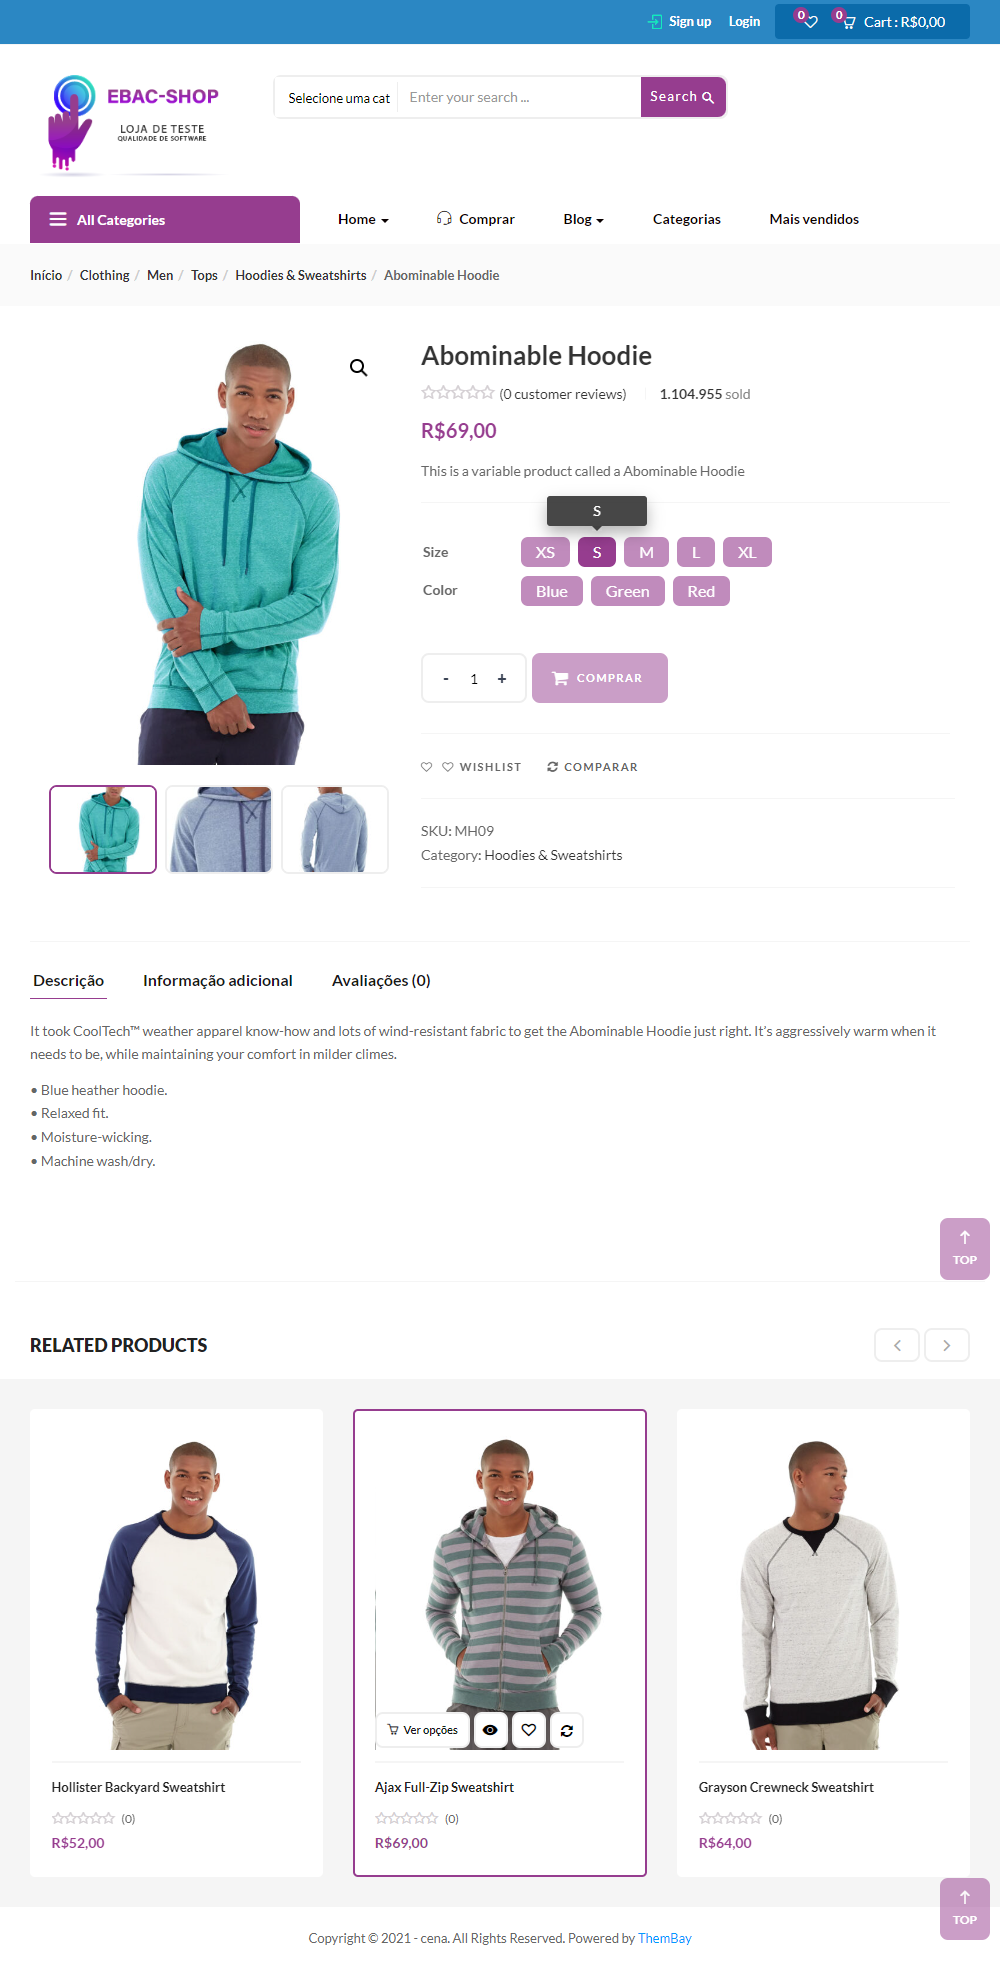 Sign up Login 0 0 Cart : R$0,00
EBAC-SHOP
LOJA DE TESTE
QUALIDADE DE SOFTWARE
Selecione uma cat Enter your search ... Search
All Categories Home Comprar Blog Categorias Mais vendidos
Início / Clothing / Men / Tops / Hoodies & Sweatshirts / Abominable Hoodie
Abominable Hoodie
(0 customer reviews) 1.104.955 sold
R$69,00
This is a variable product called a Abominable Hoodie
S
Size XS S M L XL
Color Blue Green Red
- 1 + COMPRAR
WISHLIST COMPARAR
SKU: MH09
Category: Hoodies & Sweatshirts
Descrição Informação adicional Avaliações (0)
It took CoolTech™ weather apparel know-how and lots of wind-resistant fabric to get the Abominable Hoodie just right. It’s aggressively warm when it
needs to be, while maintaining your comfort in milder climes.
• Blue heather hoodie.
• Relaxed fit.
• Moisture-wicking.
• Machine wash/dry.
TOP
RELATED PRODUCTS
Ver opções
Hollister Backyard Sweatshirt
(0)
R$52,00
Ajax Full-Zip Sweatshirt
(0)
R$69,00
Grayson Crewneck Sweatshirt
(0)
R$64,00
TOP
Copyright © 2021 - cena. All Rights Reserved. Powered by ThemBay